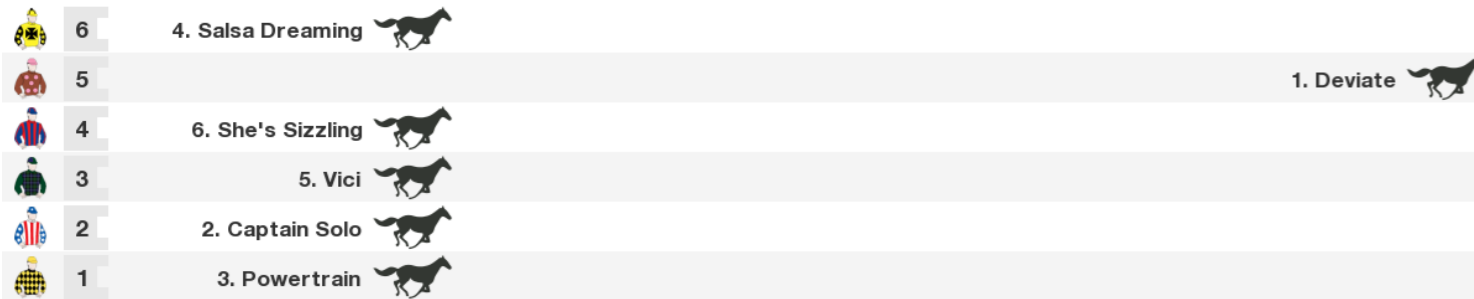 6 4. Salsa Dreaming
5 1. Deviate
4 6. She's Sizzling
3 5. Vici
2 2. Captain Solo
1 3. Powertrain